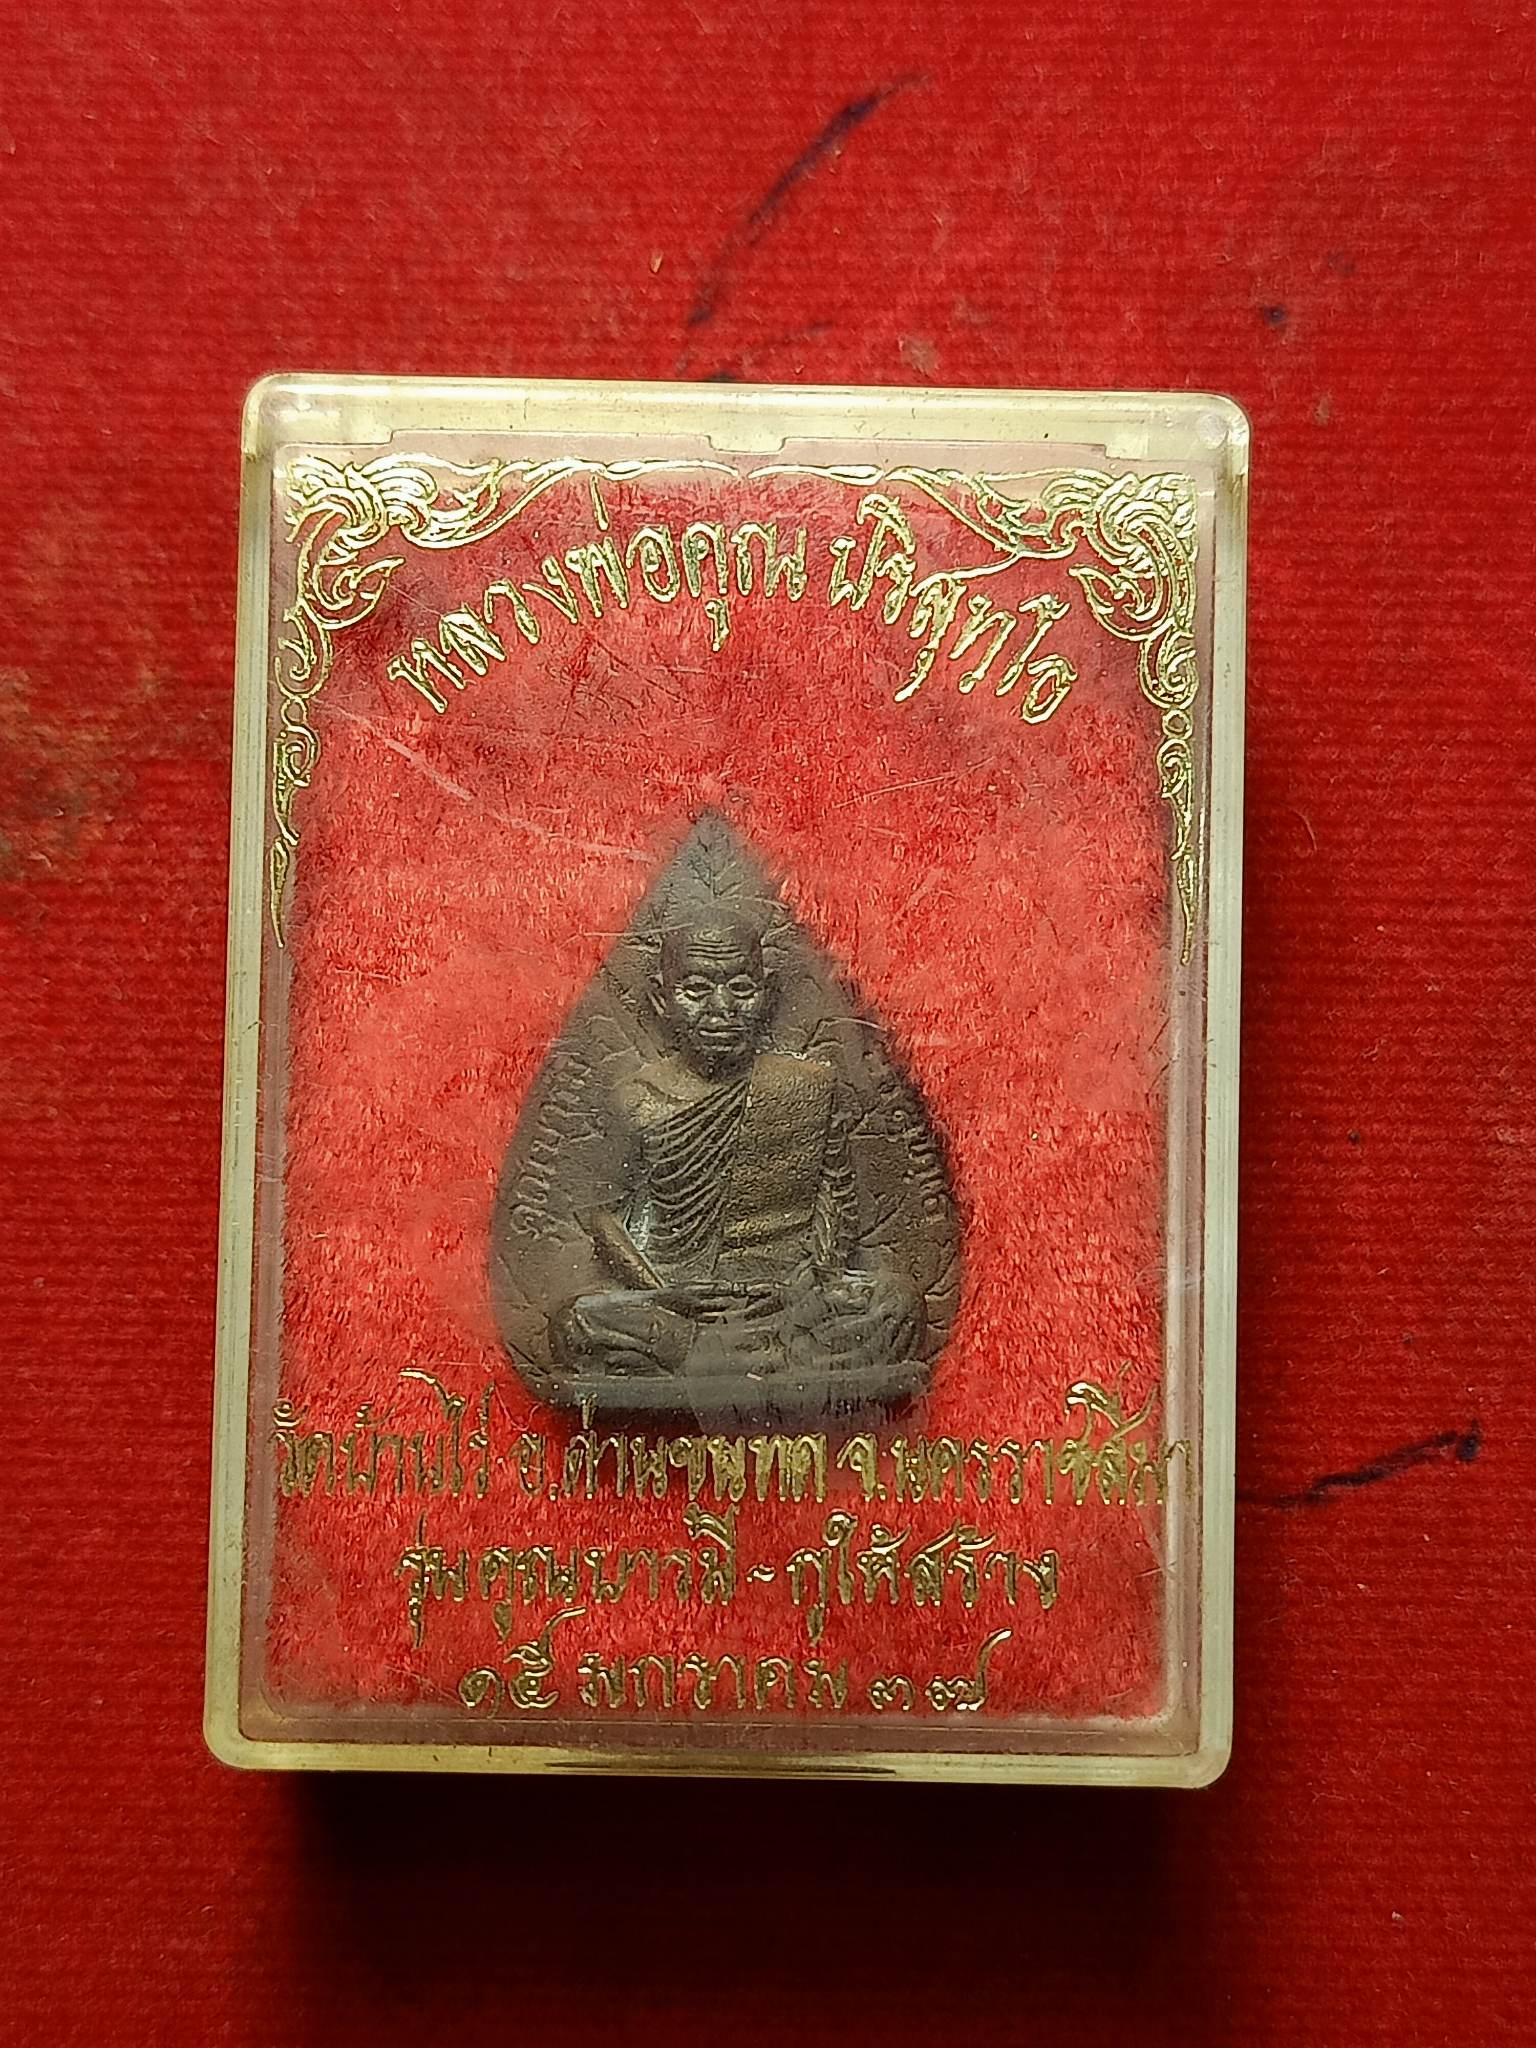 หลวงพ่อคูณ ปริสุทฺโธ
วัดบ้านไร่ อ.ด่านขุนทด จ.นครราชสีมา
รุ่นคูณบารมี-กูให้สร้าง
๑๕ มกราคม ๓๗